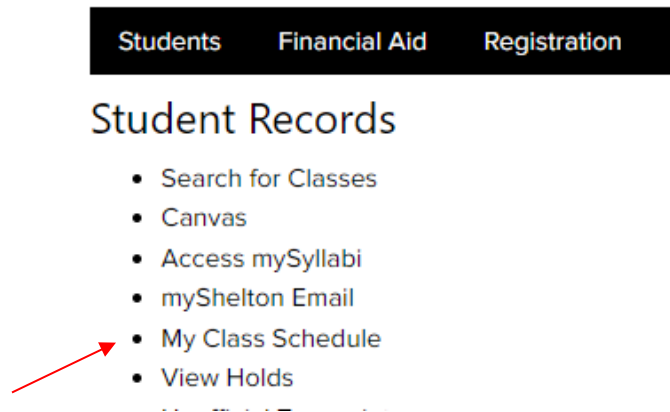 Students Financial Aid Registration
Student Records
• Search for Classes
• Canvas
• Access mySyllabi
• myShelton Email
• My Class Schedule
• View Holds